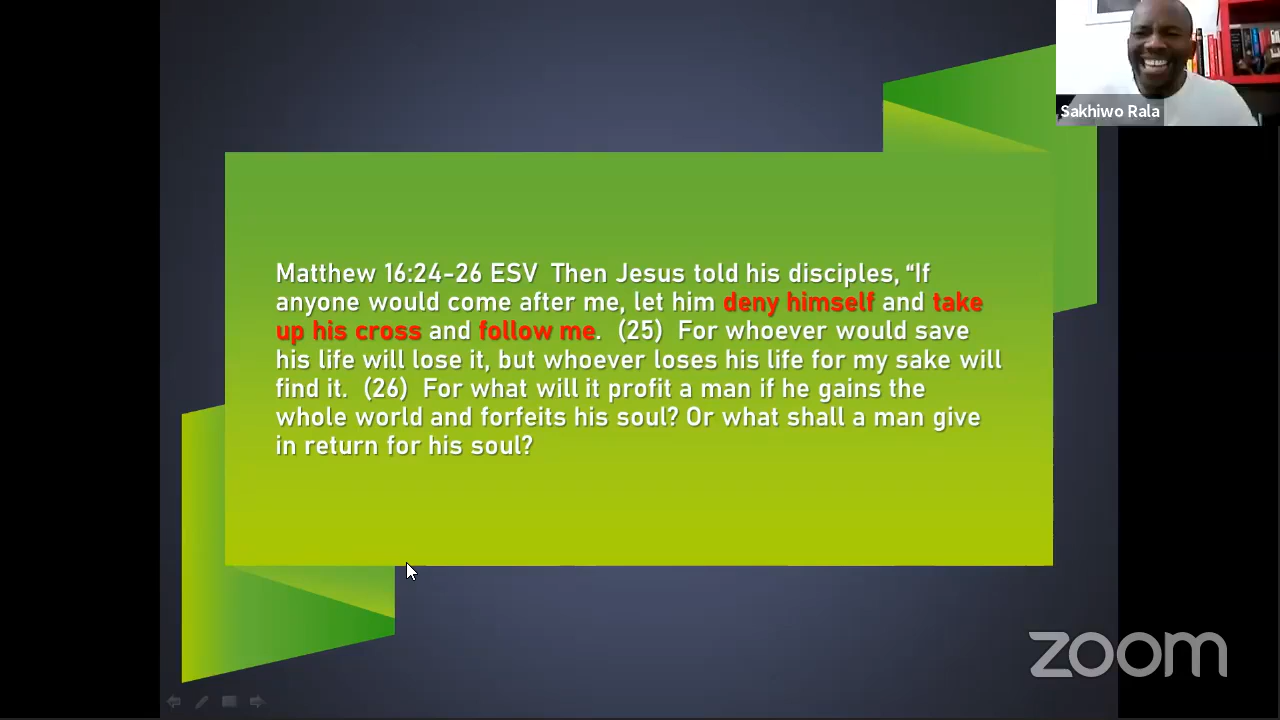 Sakhiwo Rala
Matthew 16:24-26 ESV  Then Jesus told his disciples, “If
anyone would come after me, let him deny himself and take
up his cross and follow me.  (25)  For whoever would save
his life will lose it, but whoever loses his life for my sake will
find it.  (26)  For what will it profit a man if he gains the
whole world and forfeits his soul? Or what shall a man give
in return for his soul?
zoom